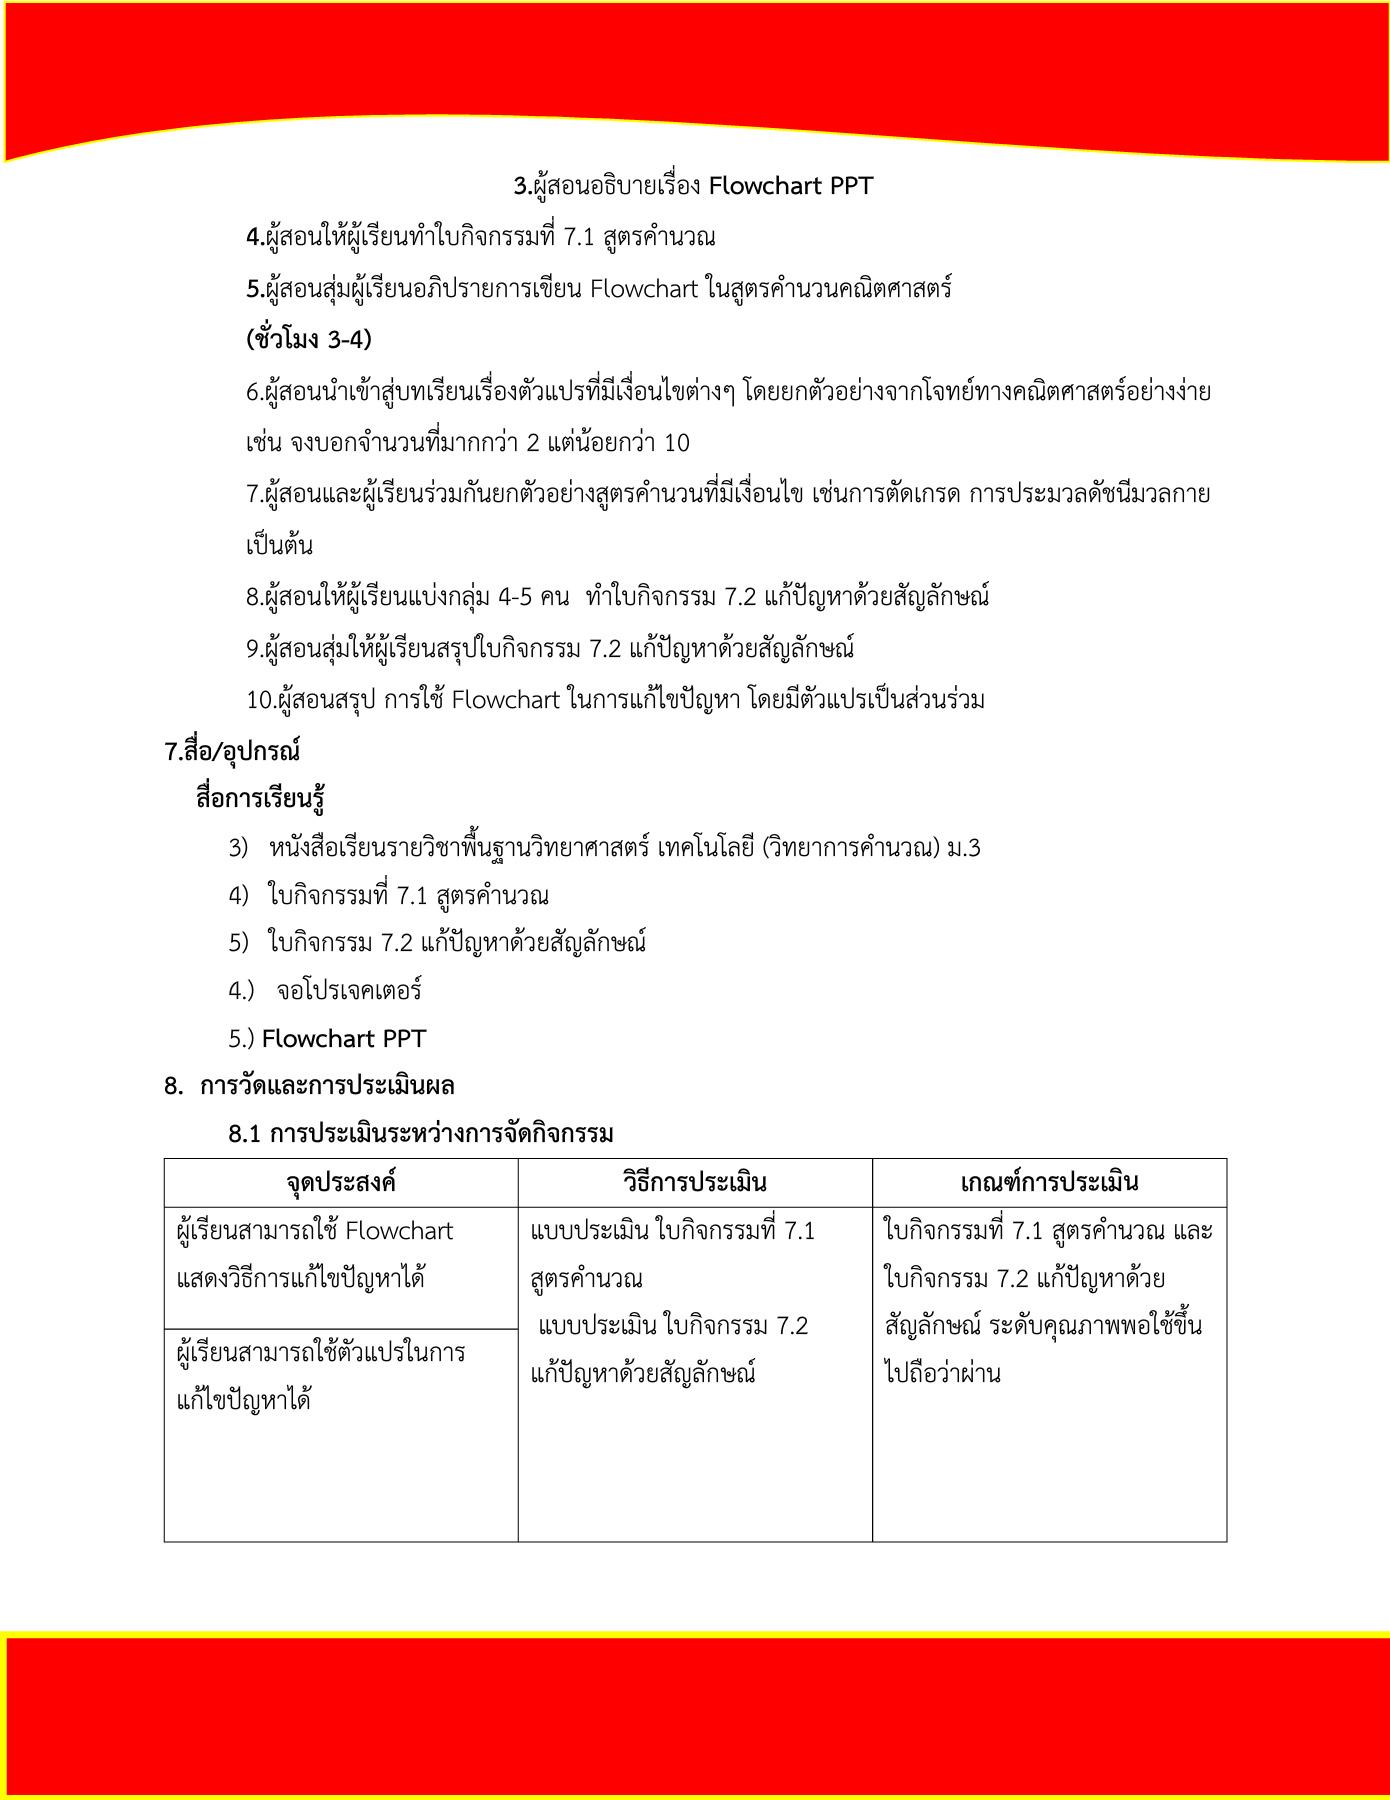 3.ผู้สอนอธิบายเรื่อง Flowchart PPT
4.ผู้สอนให้ผู้เรียนทำใบกิจกรรมที่ 7.1 สูตรคำนวณ
5.ผู้สอนสุ่มผู้เรียนอภิปรายการเขียน Flowchart ในสูตรคำนวนคณิตศาสตร์
(ชั่วโมง 3-4)
6.ผู้สอนนำเข้าสู่บทเรียนเรื่องตัวแปรที่มีเงื่อนไขต่างๆ โดยยกตัวอย่างจากโจทย์ทางคณิตศาสตร์อย่างง่าย
เช่น จงบอกจำนวนที่มากกว่า 2 แต่น้อยกว่า 10
7.ผู้สอนและผู้เรียนร่วมกันยกตัวอย่างสูตรคำนวนที่มีเงื่อนไข เช่นการตัดเกรด การประมวลดัชนีมวลกาย
เป็นต้น
8.ผู้สอนให้ผู้เรียนแบ่งกลุ่ม 4-5 คน  ทำใบกิจกรรม 7.2 แก้ปัญหาด้วยสัญลักษณ์
9.ผู้สอนสุ่มให้ผู้เรียนสรุปใบกิจกรรม 7.2 แก้ปัญหาด้วยสัญลักษณ์
10.ผู้สอนสรุป การใช้ Flowchart ในการแก้ไขปัญหา โดยมีตัวแปรเป็นส่วนร่วม
7.สื่อ/อุปกรณ์
สื่อการเรียนรู้
3) หนังสือเรียนรายวิชาพื้นฐานวิทยาศาสตร์ เทคโนโลยี (วิทยาการคำนวณ) ม.3
4) ใบกิจกรรมที่ 7.1 สูตรคำนวณ
5) ใบกิจกรรม 7.2 แก้ปัญหาด้วยสัญลักษณ์
4.) จอโปรเจคเตอร์
5.) Flowchart PPT
8. การวัดและการประเมินผล
8.1 การประเมินระหว่างการจัดกิจกรรม
จุดประสงค์ วิธีการประเมิน เกณฑ์การประเมิน
ผู้เรียนสามารถใช้ Flowchart
แสดงวิธีการแก้ไขปัญหาได้
ผู้เรียนสามารถใช้ตัวแปรในการ
แก้ไขปัญหาได้
แบบประเมิน ใบกิจกรรมที่ 7.1
สูตรคำนวณ
แบบประเมิน ใบกิจกรรม 7.2
แก้ปัญหาด้วยสัญลักษณ์
ใบกิจกรรมที่ 7.1 สูตรคำนวณ และ
ใบกิจกรรม 7.2 แก้ปัญหาด้วย
สัญลักษณ์ ระดับคุณภาพพอใช้ขึ้น
ไปถือว่าผ่าน